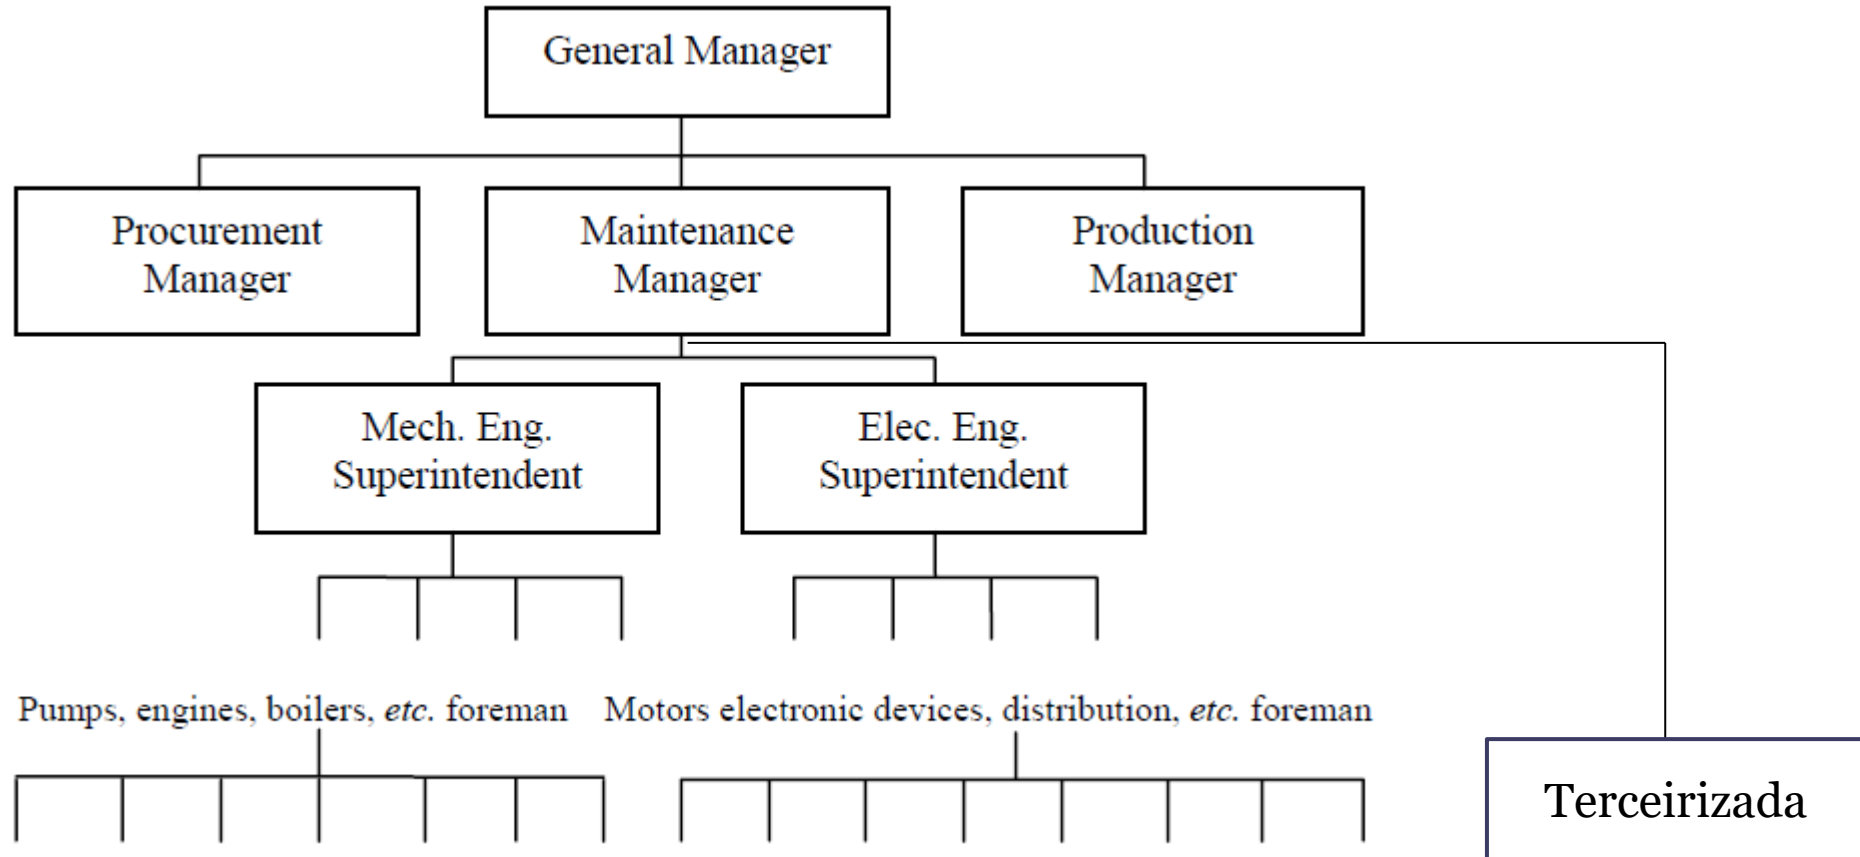 General Manager
Procurement
Manager
Maintenance
Manager
Production
Manager
Mech. Eng.
Superintendent
Elec. Eng.
Superintendent
Pumps, engines, boilers, etc. foreman
Motors electronic devices, distribution, etc. foreman
Terceirizada